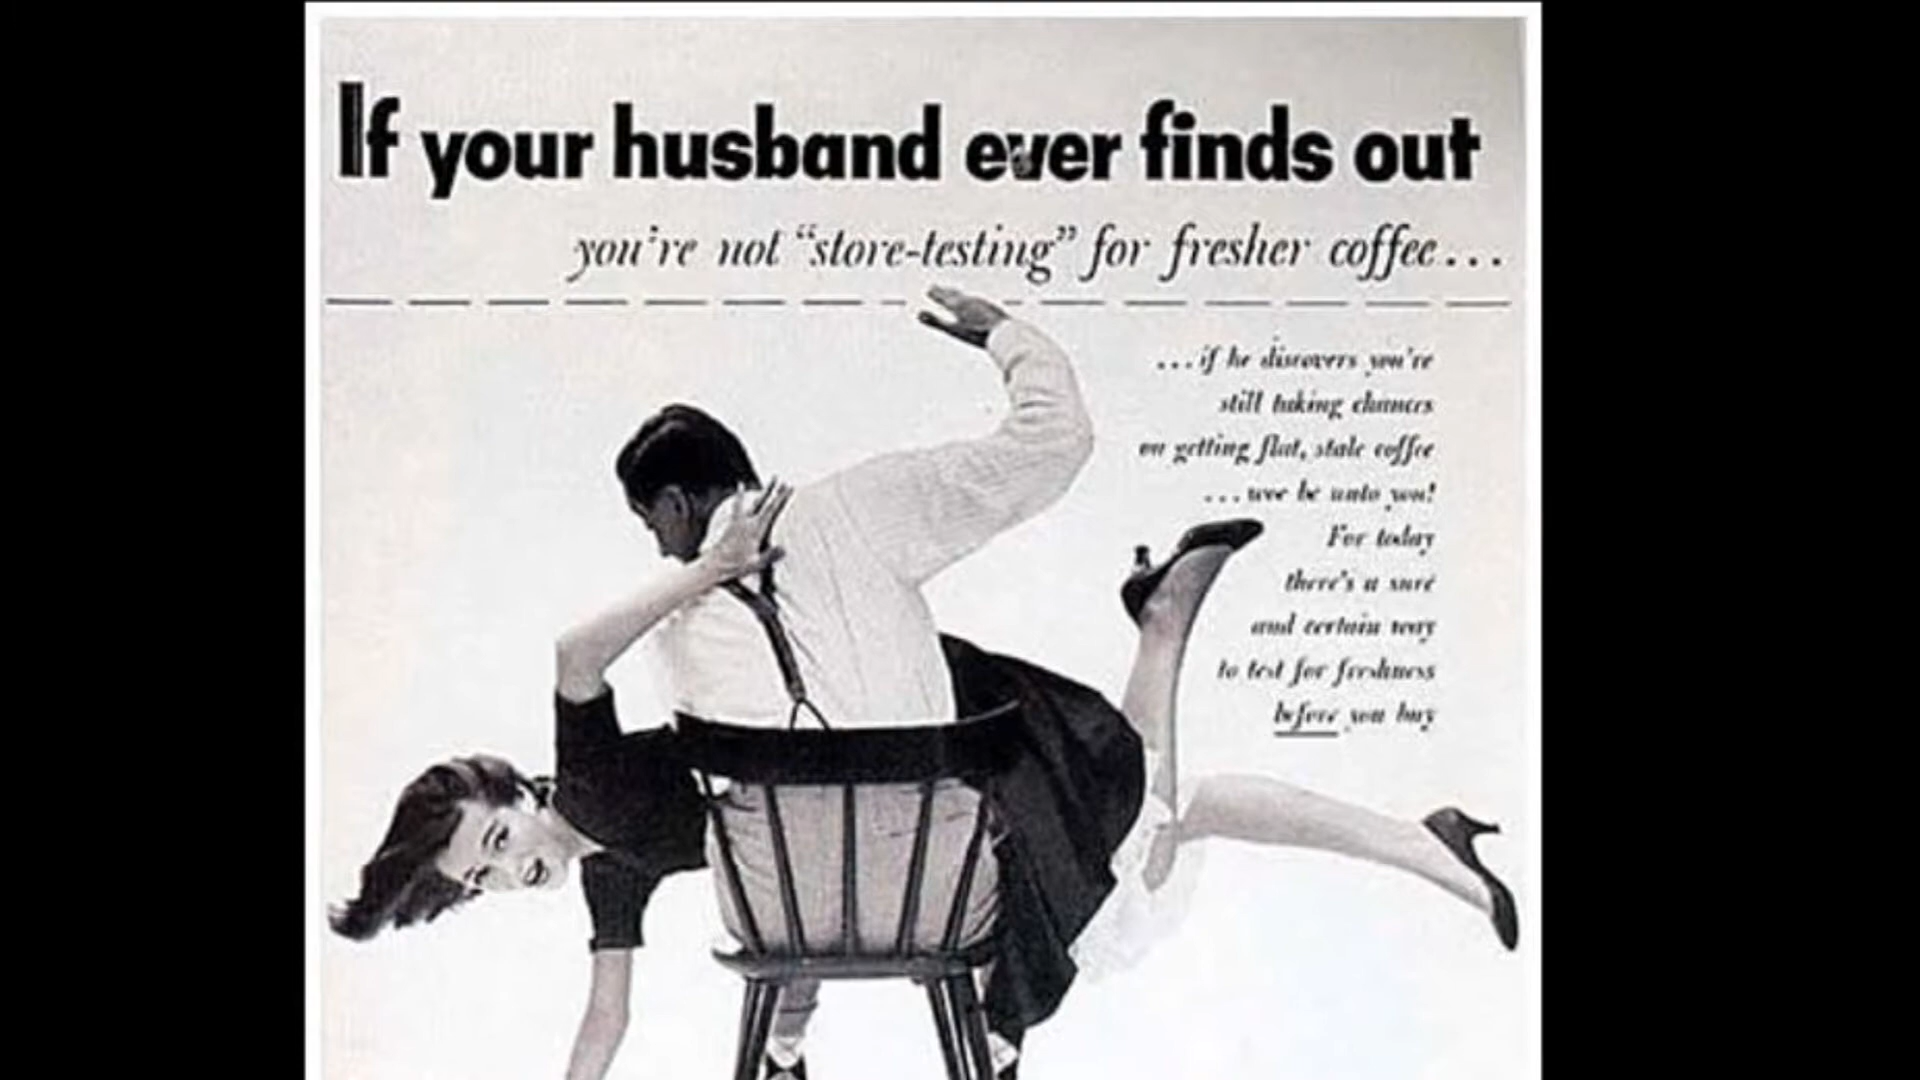 If your husband ever finds out
you're not "store-testing" for fresher coffee...
...if he discovers you're
still taking chances
on getting flat, stale coffee
...woe be unto you!
For today
there's a sure
and certain way
to test for freshness
before you buy